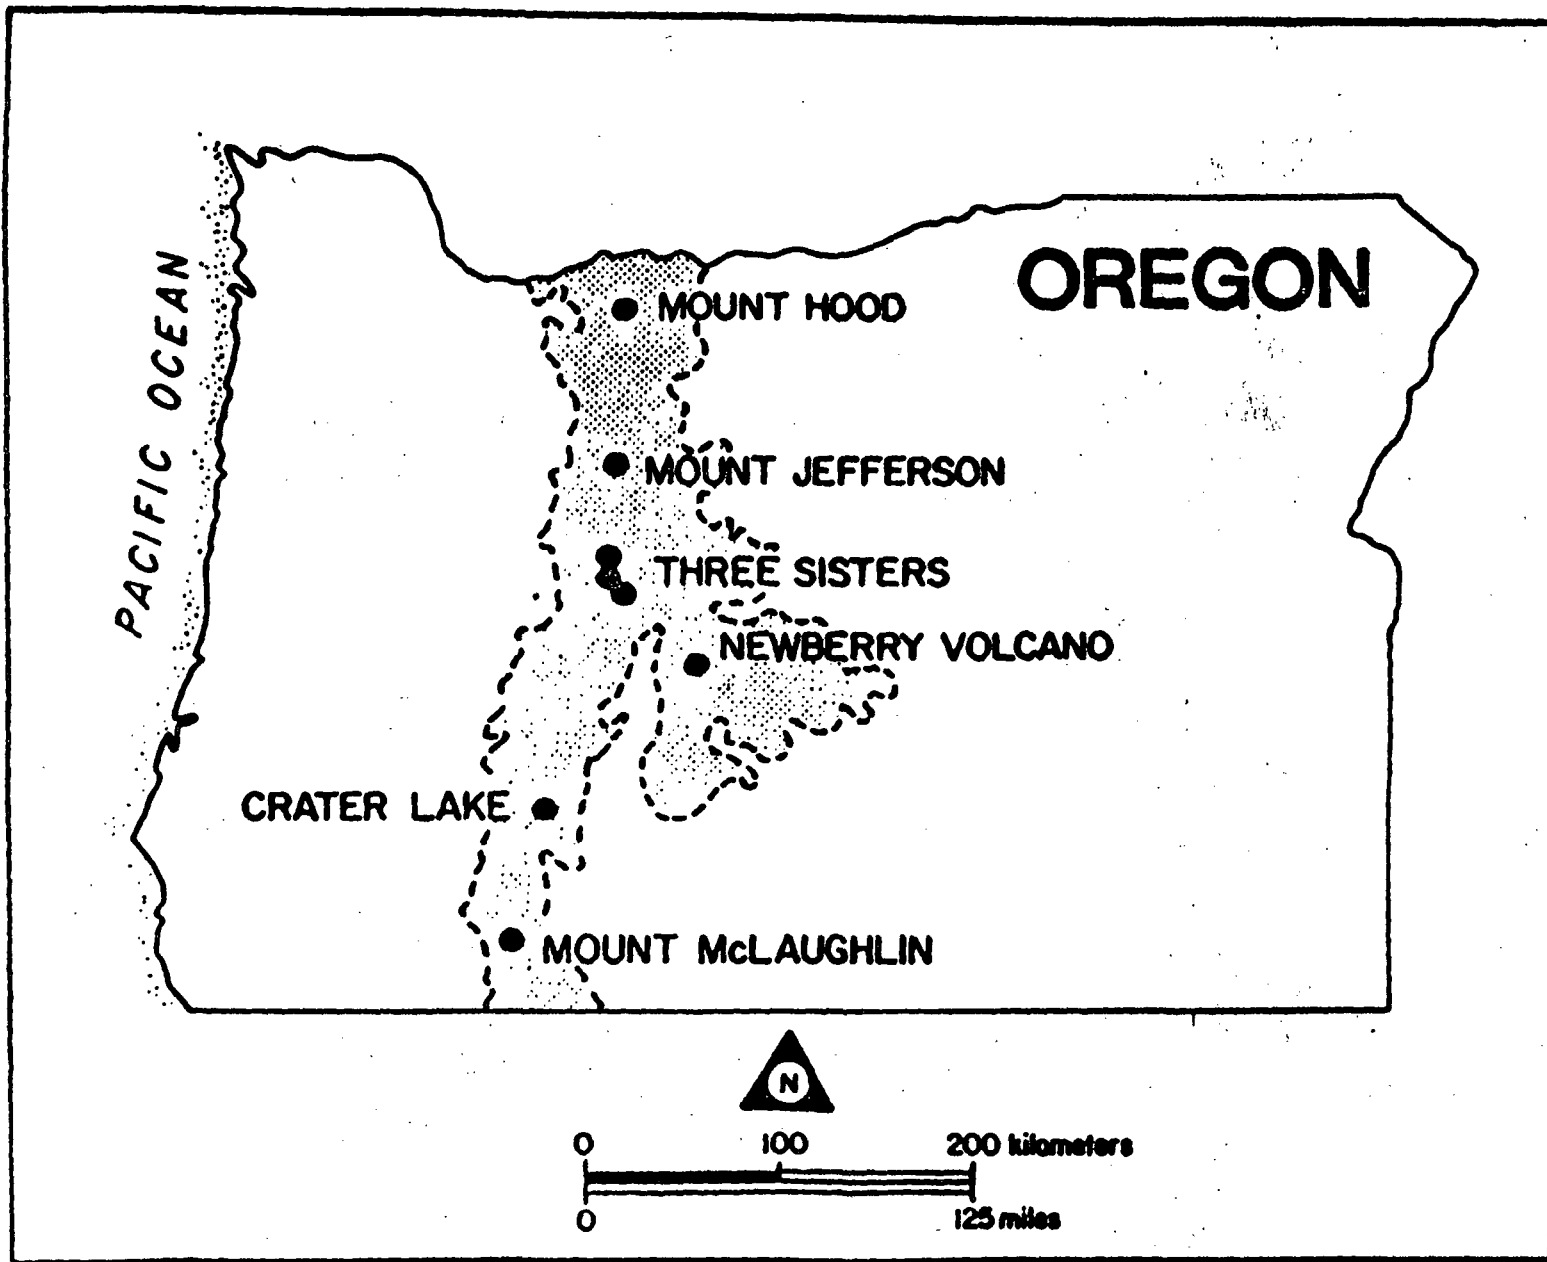 OREGON
PACIFIC OCEAN
MOUNT HOOD
MOUNT JEFFERSON
THREE SISTERS
NEWBERRY VOLCANO
CRATER LAKE
MOUNT McLAUGHLIN
N
0 100 200 kilometers
0 125 miles